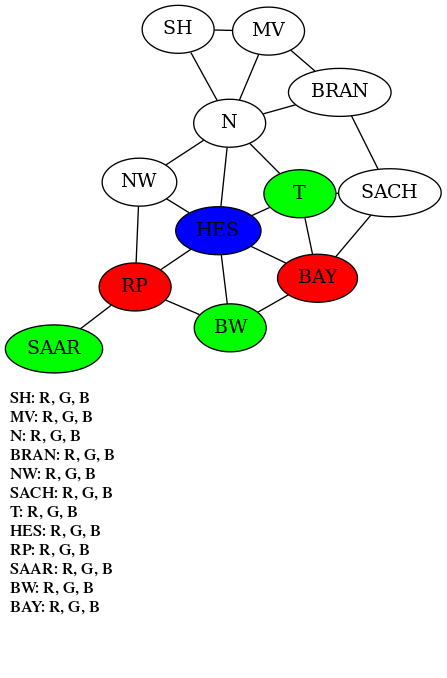 SH
MV
BRAN
N
NW
T
SACH
HES
BAY
RP
BW
SAAR
SH: R, G, B
MV: R, G, B
N: R, G, B
BRAN: R, G, B
NW: R, G, B
SACH: R, G, B
T: R, G, B
HES: R, G, B
RP: R, G, B
SAAR: R, G, B
BW: R, G, B
BAY: R, G, B